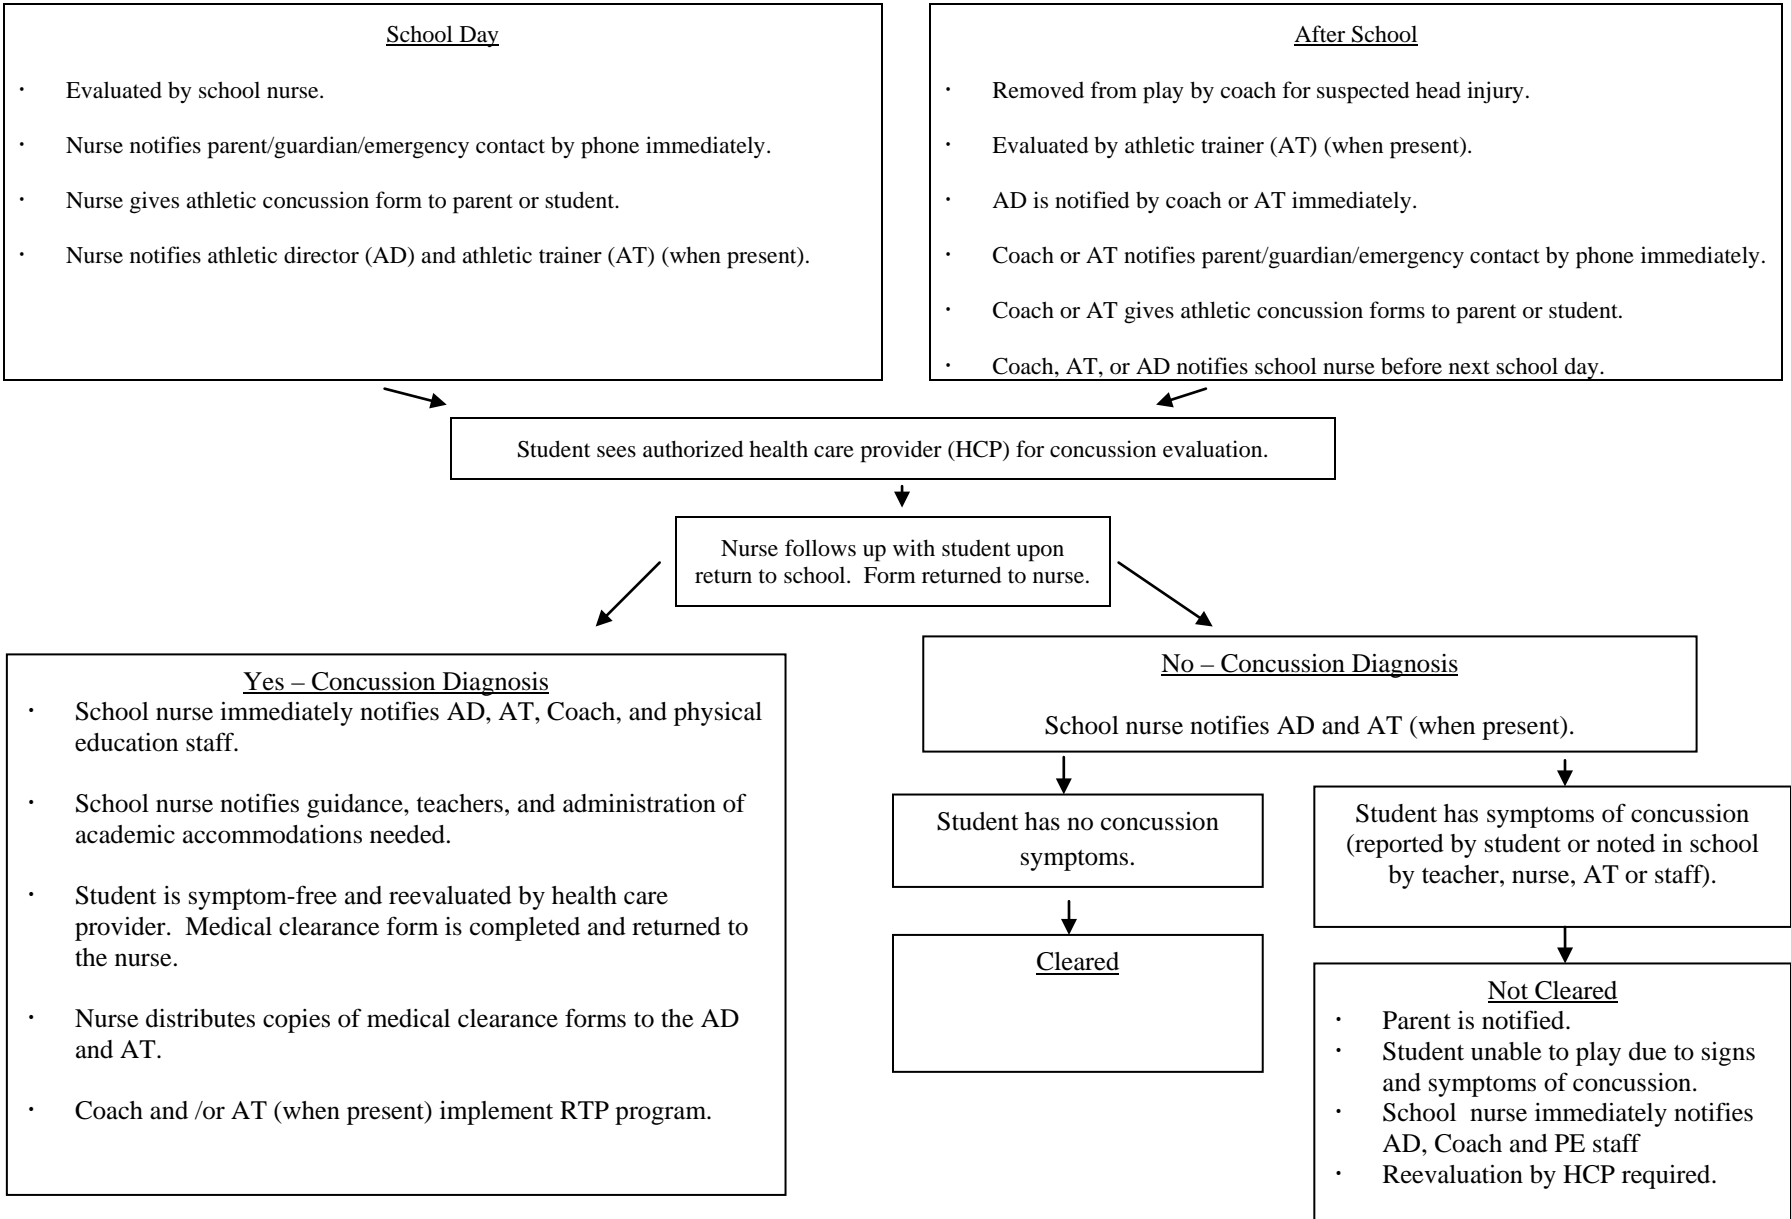 School Day
· Evaluated by school nurse.
· Nurse notifies parent/guardian/emergency contact by phone immediately.
· Nurse gives athletic concussion form to parent or student.
· Nurse notifies athletic director (AD) and athletic trainer (AT) (when present).
After School
· Removed from play by coach for suspected head injury.
· Evaluated by athletic trainer (AT) (when present).
· AD is notified by coach or AT immediately.
· Coach or AT notifies parent/guardian/emergency contact by phone immediately.
· Coach or AT gives athletic concussion forms to parent or student.
· Coach, AT, or AD notifies school nurse before next school day.
Student sees authorized health care provider (HCP) for concussion evaluation.
Nurse follows up with student upon
return to school.  Form returned to nurse.
Yes – Concussion Diagnosis
· School nurse immediately notifies AD, AT, Coach, and physical
education staff.
· School nurse notifies guidance, teachers, and administration of
academic accommodations needed.
· Student is symptom-free and reevaluated by health care
provider.  Medical clearance form is completed and returned to
the nurse.
· Nurse distributes copies of medical clearance forms to the AD
and AT.
· Coach and /or AT (when present) implement RTP program.
No – Concussion Diagnosis
School nurse notifies AD and AT (when present).
Student has no concussion
symptoms.
Cleared
Student has symptoms of concussion
(reported by student or noted in school
by teacher, nurse, AT or staff).
Not Cleared
· Parent is notified.
· Student unable to play due to signs
and symptoms of concussion.
· School  nurse immediately notifies
AD, Coach and PE staff
· Reevaluation by HCP required.